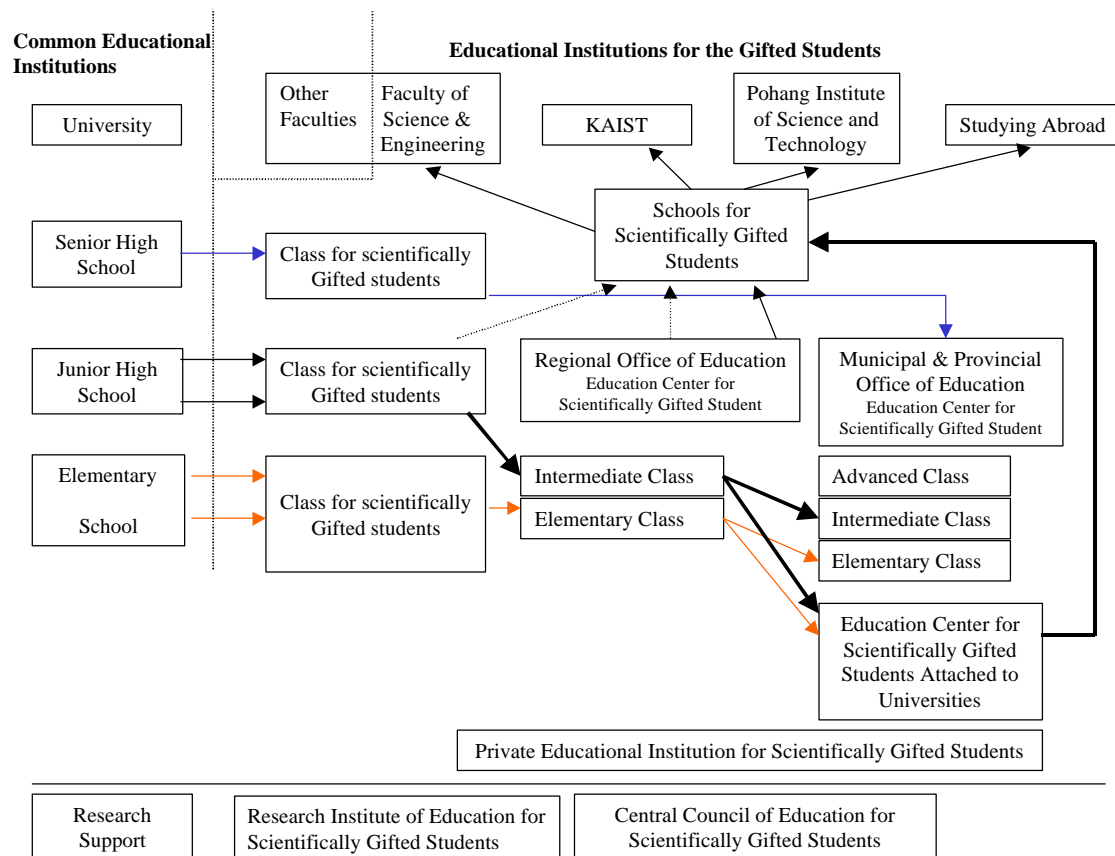 Common Educational
Institutions
Educational Institutions for the Gifted Students
University
Other
Faculties
Faculty of
Science &
Engineering
KAIST
Pohang Institute
of Science and
Technology
Studying Abroad
Senior High
School
Class for scientifically
Gifted students
Schools for
Scientifically Gifted
Students
Junior High
School
Class for scientifically
Gifted students
Regional Office of Education
Education Center for
Scientifically Gifted Student
Municipal & Provincial
Office of Education
Education Center for
Scientifically Gifted Student
Elementary
School
Class for scientifically
Gifted students
Intermediate Class
Elementary Class
Advanced Class
Intermediate Class
Elementary Class
Education Center for
Scientifically Gifted
Students Attached to
Universities
Private Educational Institution for Scientifically Gifted Students
Research
Support
Research Institute of Education for
Scientifically Gifted Students
Central Council of Education for
Scientifically Gifted Students